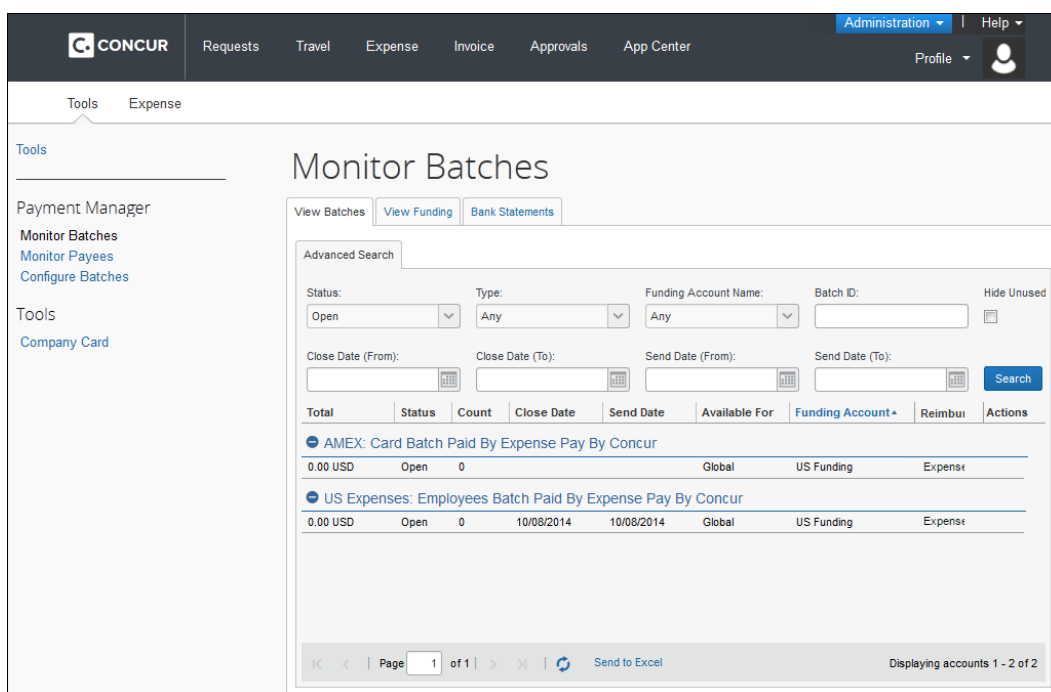 Administration | Help
C. CONCUR Requests Travel Expense Invoice Approvals App Center
Profile
Tools Expense
Tools
Monitor Batches
Payment Manager
View Batches View Funding Bank Statements
Monitor Batches
Monitor Payees
Configure Batches
Advanced Search
Tools
Company Card
Status: Type: Funding Account Name: Batch ID: Hide Unused
Open Any Any
Close Date (From): Close Date (To): Send Date (From): Send Date (To):
Search
Total Status Count Close Date Send Date Available For Funding Account Reimbu Actions
AMEX: Card Batch Paid By Expense Pay By Concur
0.00 USD Open 0 Global US Funding Expense
US Expenses: Employees Batch Paid By Expense Pay By Concur
0.00 USD Open 0 10/08/2014 10/08/2014 Global US Funding Expense
Page 1 of 1 Send to Excel Displaying accounts 1 - 2 of 2